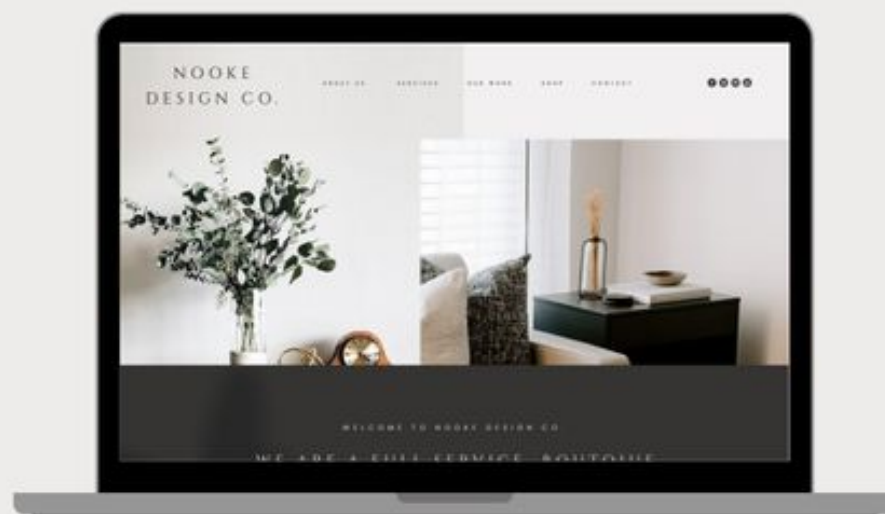 NOOKE
DESIGN CO.
ABOUT US SERVICES OUR WORK SHOP CONTACT
WELCOME TO NOOKE DESIGN CO
WE ARE A FULL SERVICE, BOUTIQUE